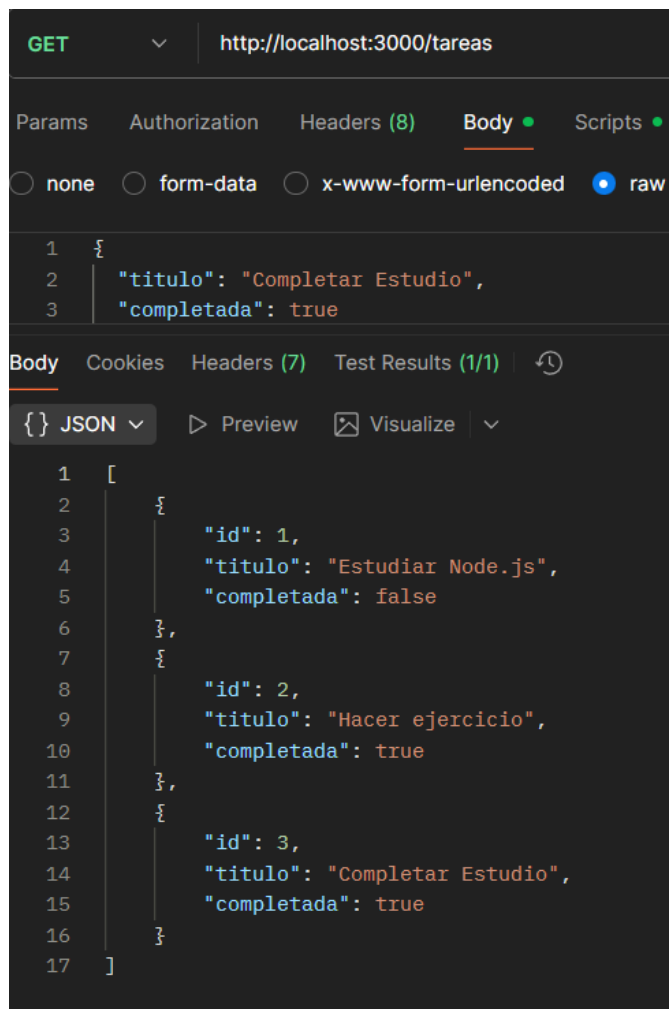 GET http://localhost:3000/tareas
Params Authorization Headers (8) Body Scripts
none form-data x-www-form-urlencoded raw
1 {
2 "titulo": "Completar Estudio",
3 "completada": true
Body Cookies Headers (7) Test Results (1/1)
{} JSON Preview Visualize
1 [
2 {
3 "id": 1,
4 "titulo": "Estudiar Node.js",
5 "completada": false
6 },
7 {
8 "id": 2,
9 "titulo": "Hacer ejercicio",
10 "completada": true
11 },
12 {
13 "id": 3,
14 "titulo": "Completar Estudio",
15 "completada": true
16 }
17 ]